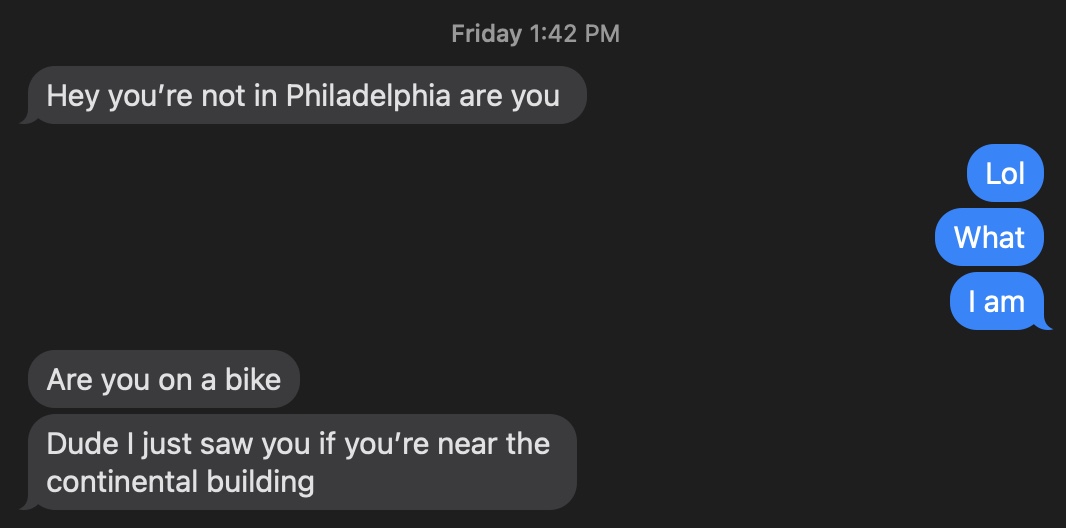 Friday 1:42 PM
Hey you’re not in Philadelphia are you
Lol
What
I am
Are you on a bike
Dude I just saw you if you’re near the
continental building